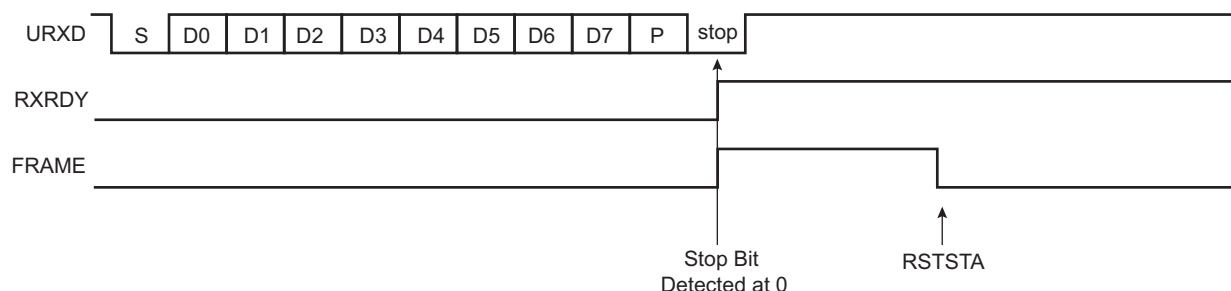 URXD S D0 D1 D2 D3 D4 D5 D6 D7 P stop
RXRDY
FRAME
Stop Bit
Detected at 0
RSTSTA